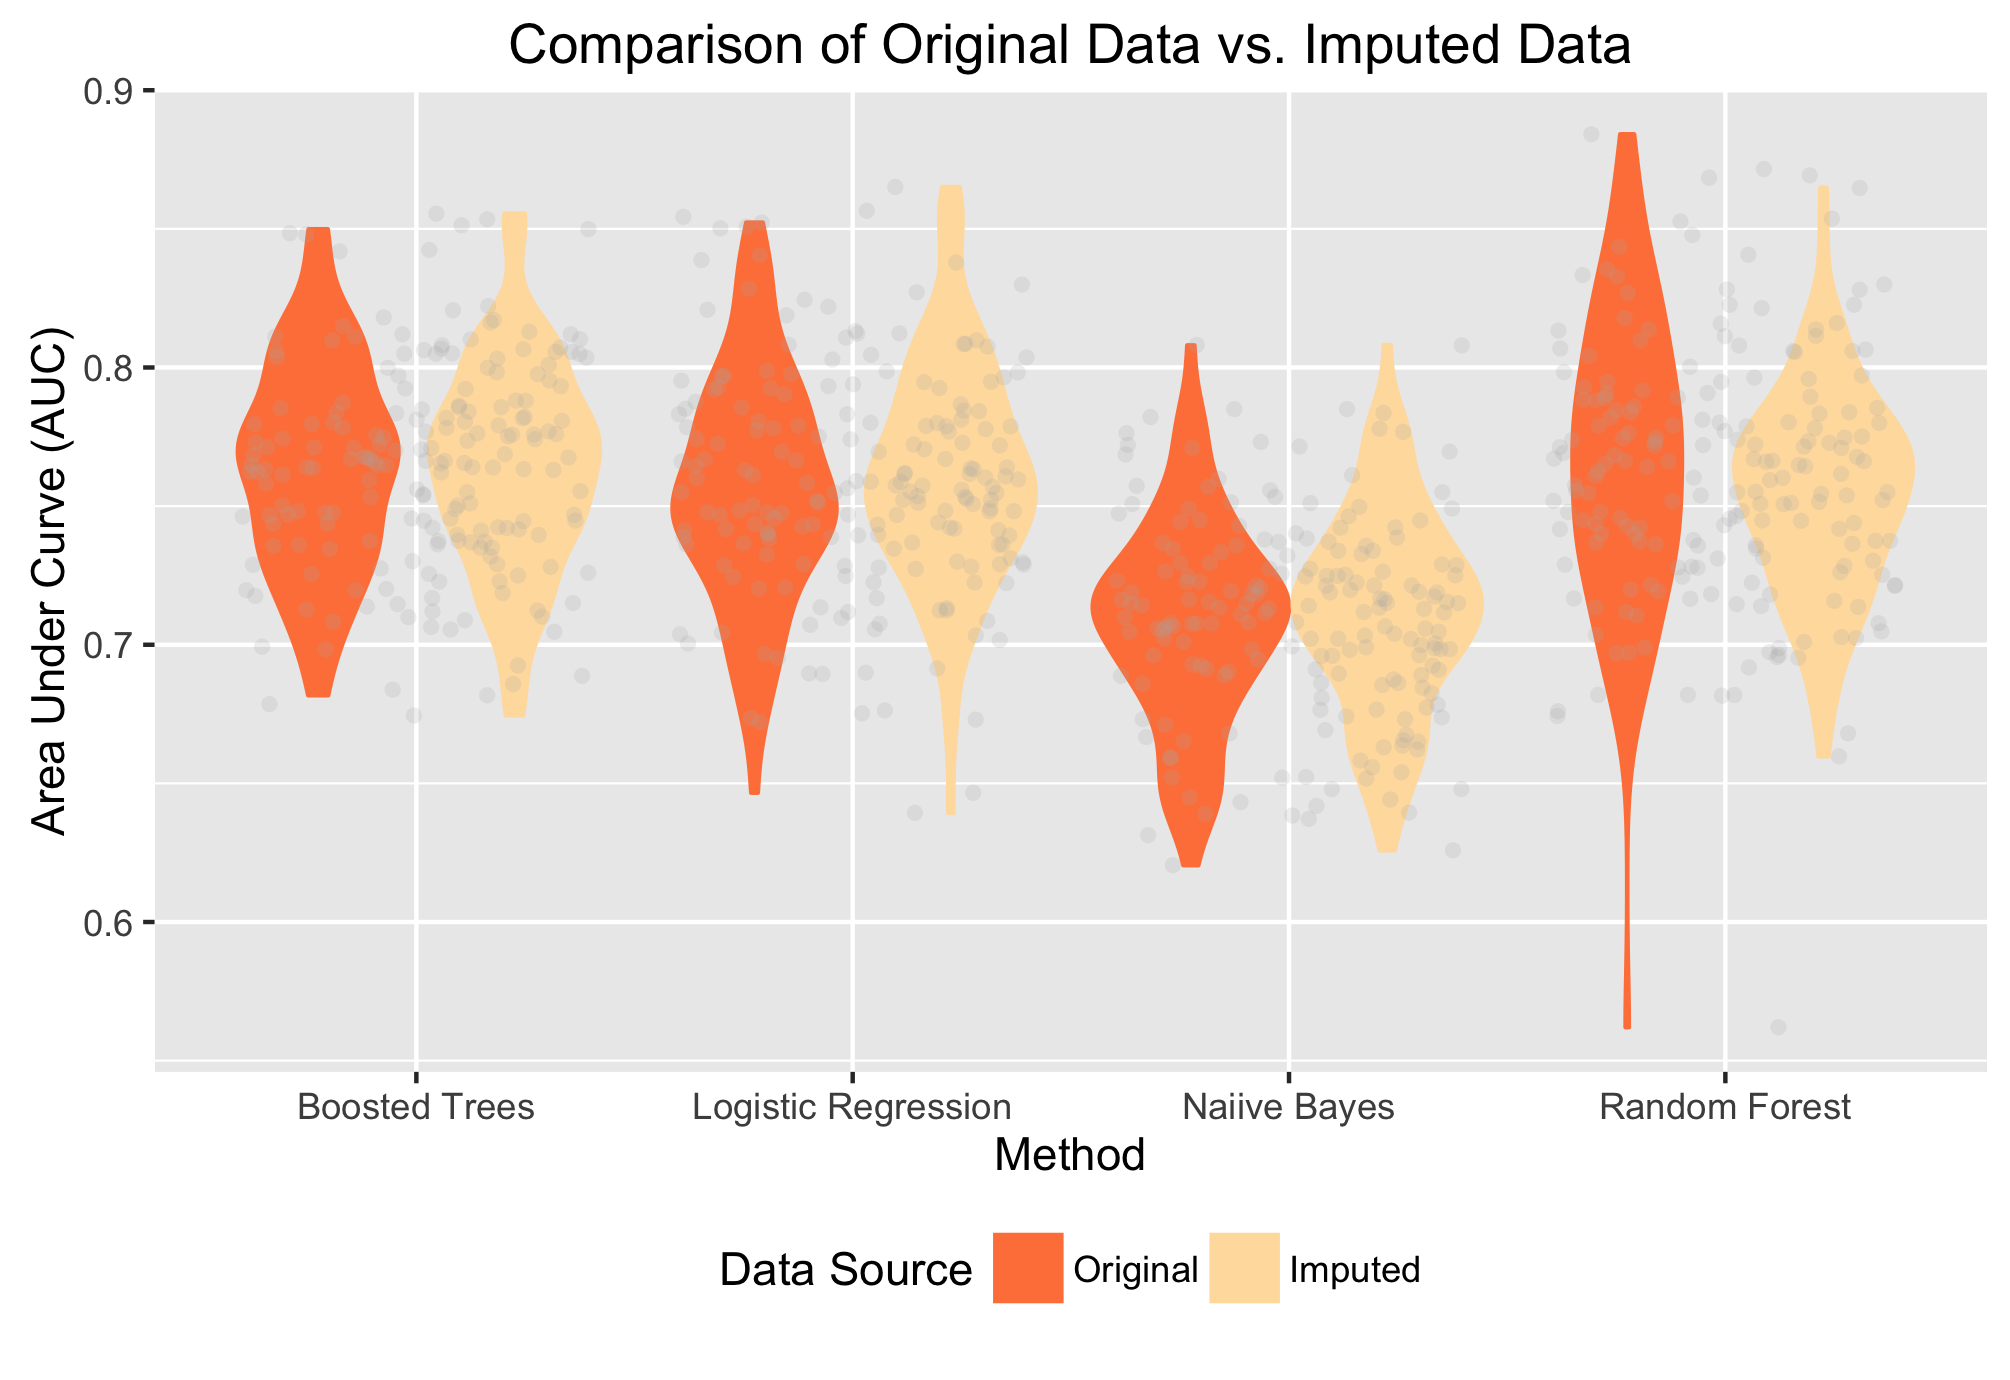 Comparison of Original Data vs. Imputed Data
0.9
0.8
0.7
0.6
Area Under Curve (AUC)
Boosted Trees Logistic Regression Naiive Bayes Random Forest
Method
Data Source Original Imputed